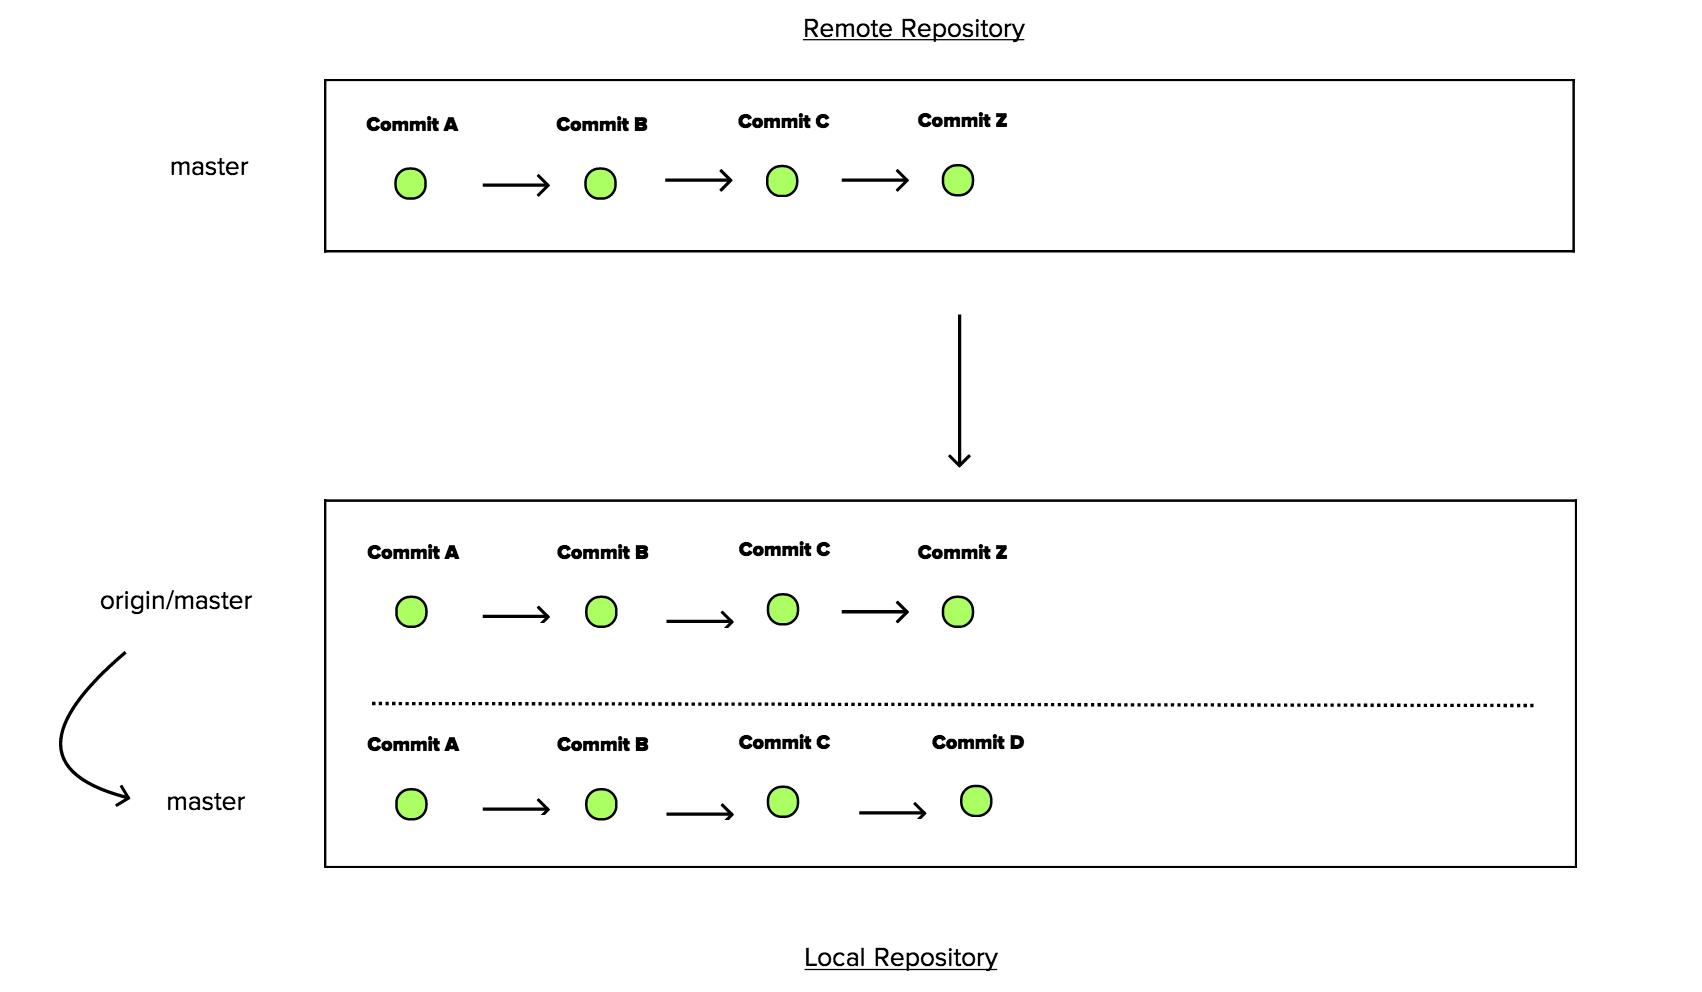 Remote Repository
Commit A Commit B Commit C Commit Z
master
Commit A Commit B Commit C Commit Z
origin/master
Commit A Commit B Commit C Commit D
master
Local Repository